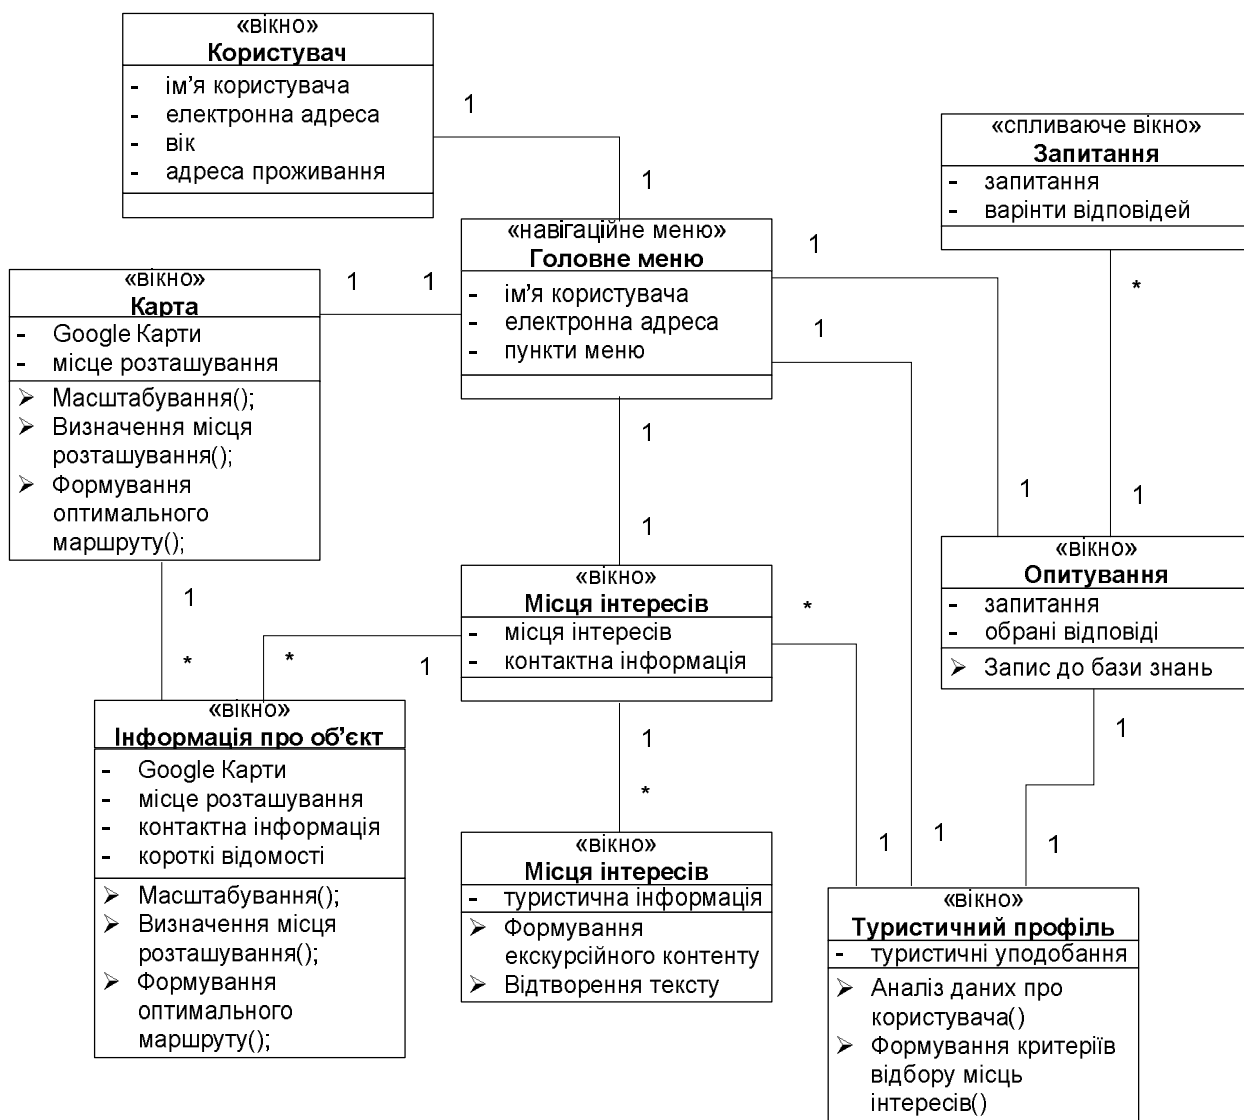 «вікно»
Користувач
- ім’я користувача
- електронна адреса
- вік
- адреса проживання
1
1
«спливаюче вікно»
Запитання
- запитання
- варінти відповідей
«навігаційне меню»
Головне меню
- ім’я користувача
- електронна адреса
- пункти меню
1
1
1
1
*
1
1
1
1
«вікно»
Карта
- Google Карти
- місце розташування
➢ Масштабування();
➢ Визначення місця
розташування();
➢ Формування
оптимального
маршруту();
«вікно»
Місця інтересів
- місця інтересів
- контактна інформація
«вікно»
Опитування
- запитання
- обрані відповіді
➢ Запис до бази знань
1
*
*
1
*
1
*
1
1
1
1
«вікно»
Інформація про об’єкт
- Google Карти
- місце розташування
- контактна інформація
- короткі відомості
➢ Масштабування();
➢ Визначення місця
розташування();
➢ Формування
оптимального
маршруту();
«вікно»
Місця інтересів
- туристична інформація
➢ Формування
екскурсійного контенту
➢ Відтворення тексту
«вікно»
Туристичний профіль
- туристичні уподобання
➢ Аналіз даних про
користувача()
➢ Формування критеріїв
відбору місць
інтересів()